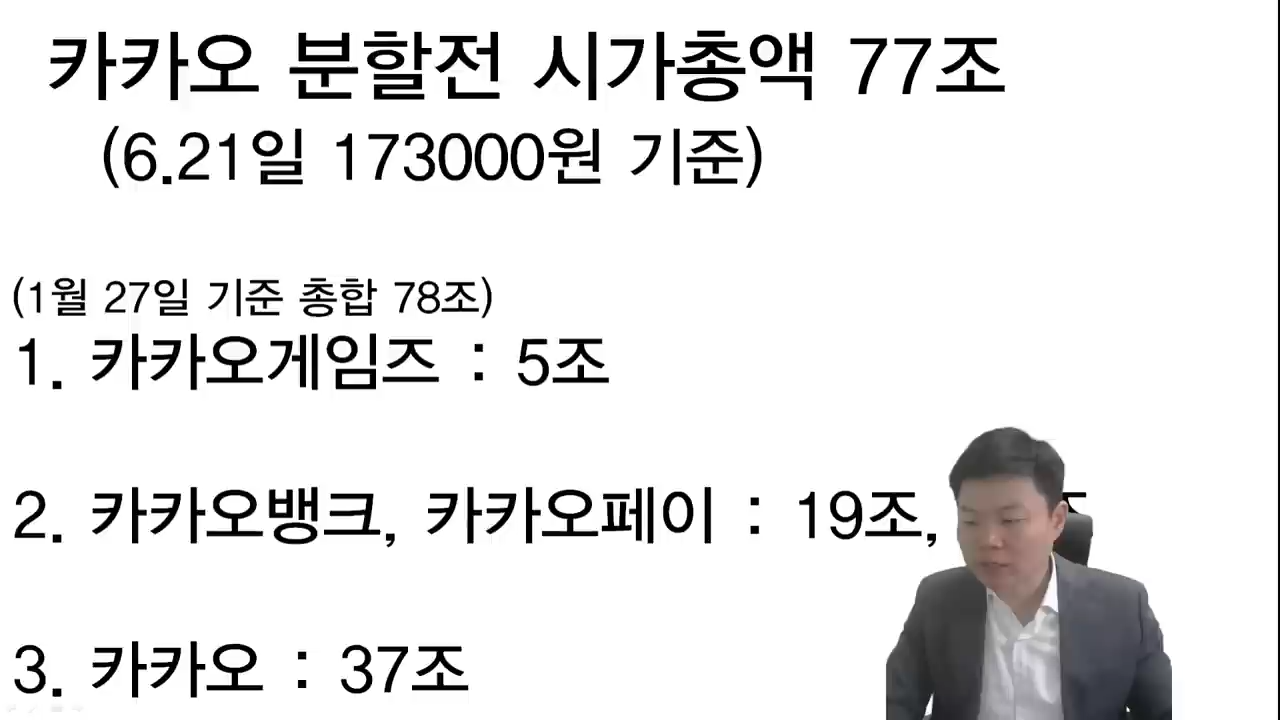 카카오 분할전 시가총액 77조
(6.21일 173000원 기준)
(1월 27일 기준 총합 78조)
1. 카카오게임즈 : 5조
2. 카카오뱅크, 카카오페이 : 19조,
3. 카카오 : 37조